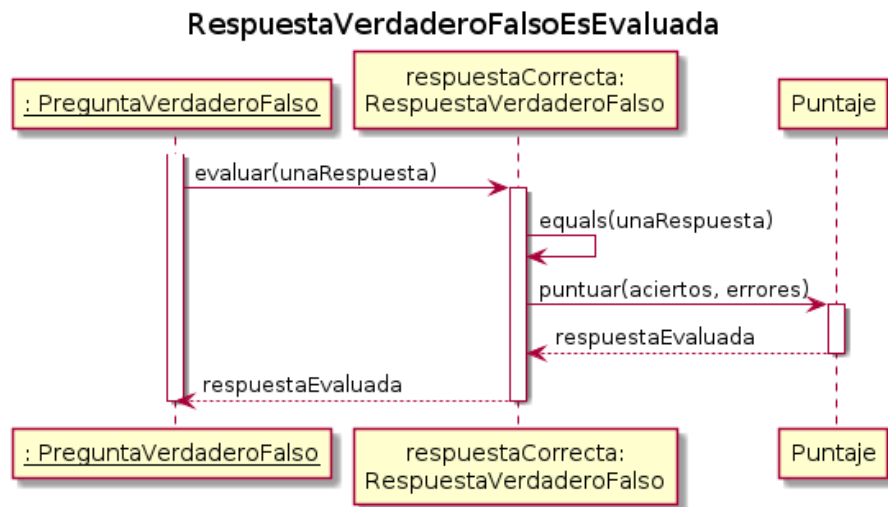 RespuestaVerdaderoFalsoEsEvaluada
: PreguntaVerdaderoFalso
respuestaCorrecta:
RespuestaVerdaderoFalso
Puntaje
evaluar(unaRespuesta)
equals(unaRespuesta)
puntuar(aciertos, errores)
respuestaEvaluada
respuestaEvaluada
: PreguntaVerdaderoFalso
respuestaCorrecta:
RespuestaVerdaderoFalso
Puntaje